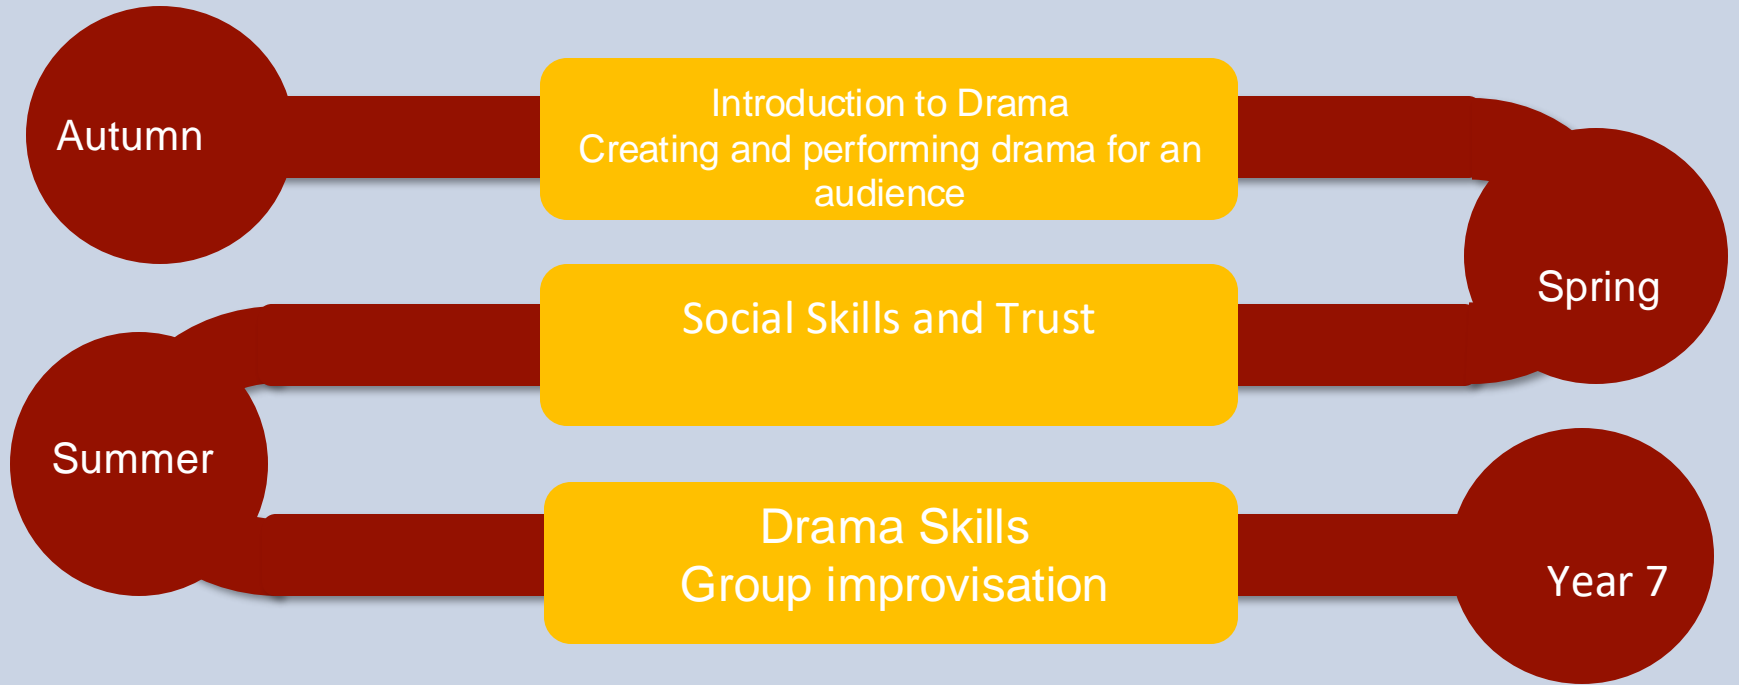 Autumn
Introduction to Drama
Creating and performing drama for an
audience
Spring
Social Skills and Trust
Summer
Drama Skills
Group improvisation
Year 7